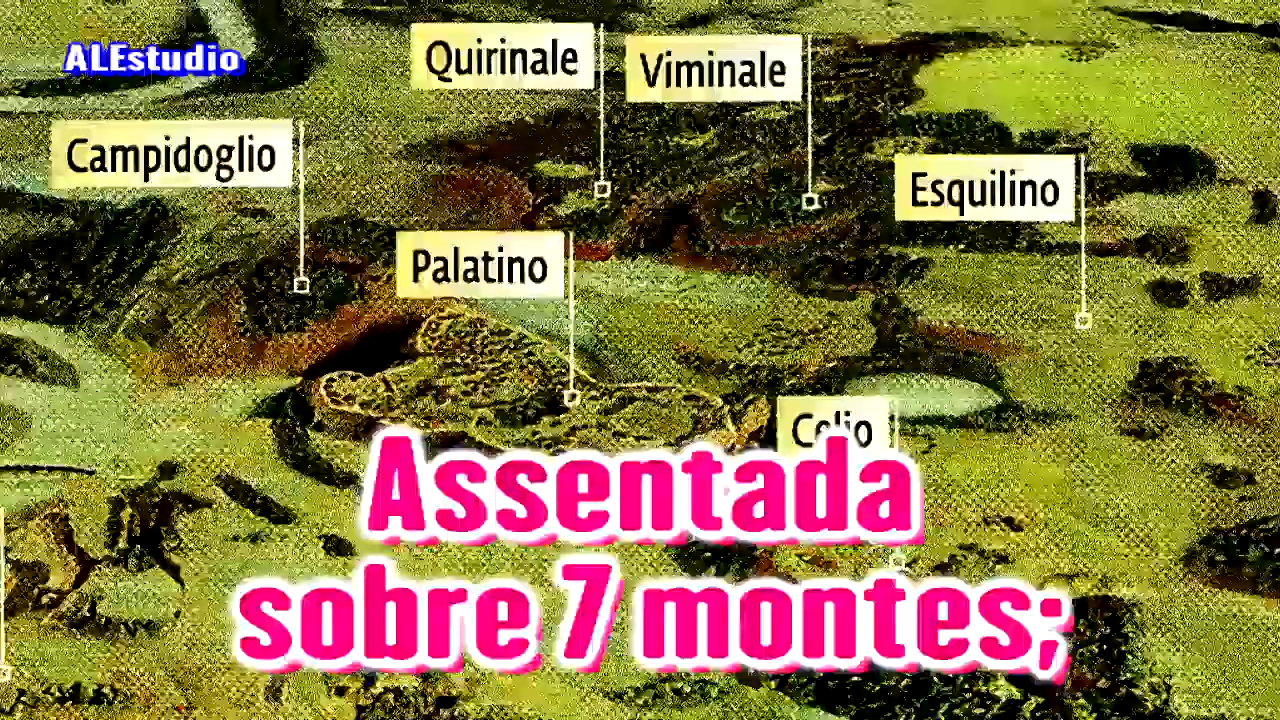 ALEstudio
Quirinale
Viminale
Campidoglio
Esquilino
Palatino
Celio
Assentada
sobre 7 montes;